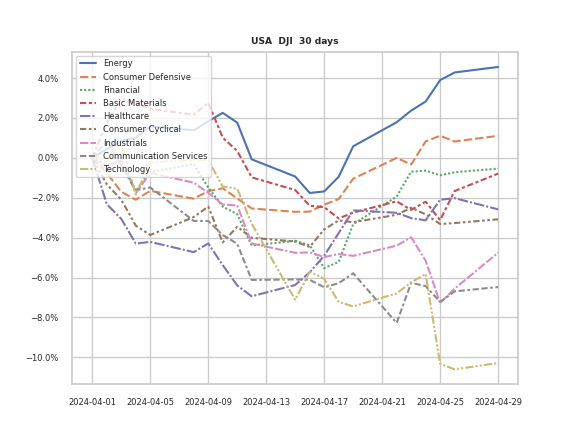 USA DJI 30 days
Energy
Consumer Defensive
Financial
Basic Materials
Healthcare
Consumer Cyclical
Industrials
Communication Services
Technology
4.0%
2.0%
0.0%
−2.0%
−4.0%
−6.0%
−8.0%
−10.0%
2024-04-01 2024-04-05 2024-04-09 2024-04-13 2024-04-17 2024-04-21 2024-04-25 2024-04-29